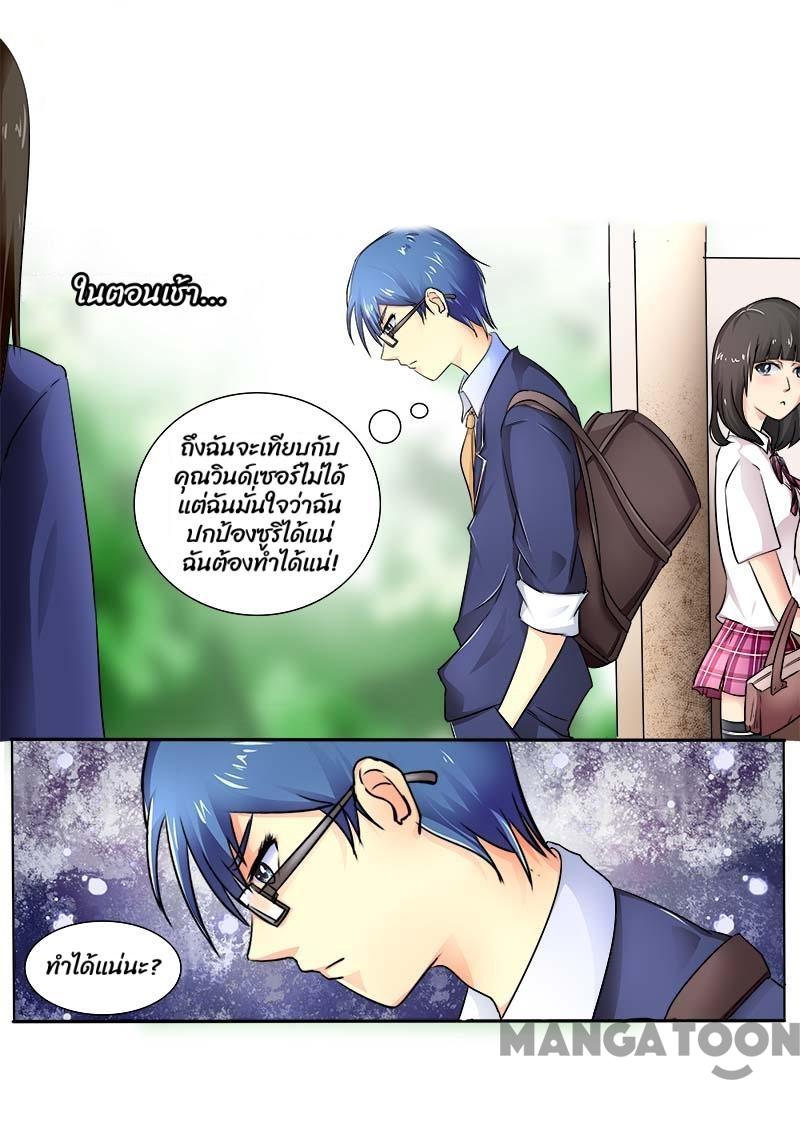 ในตอนเช้า...
ถึงฉันจะเทียบกับ
คุณวินด์เซอร์ไม่ได้
แต่ฉันมั่นใจว่าฉัน
ปกป้องซูริได้แน่
ฉันต้องทำได้แน่!
ทำได้แน่นะ?
MANGATOON